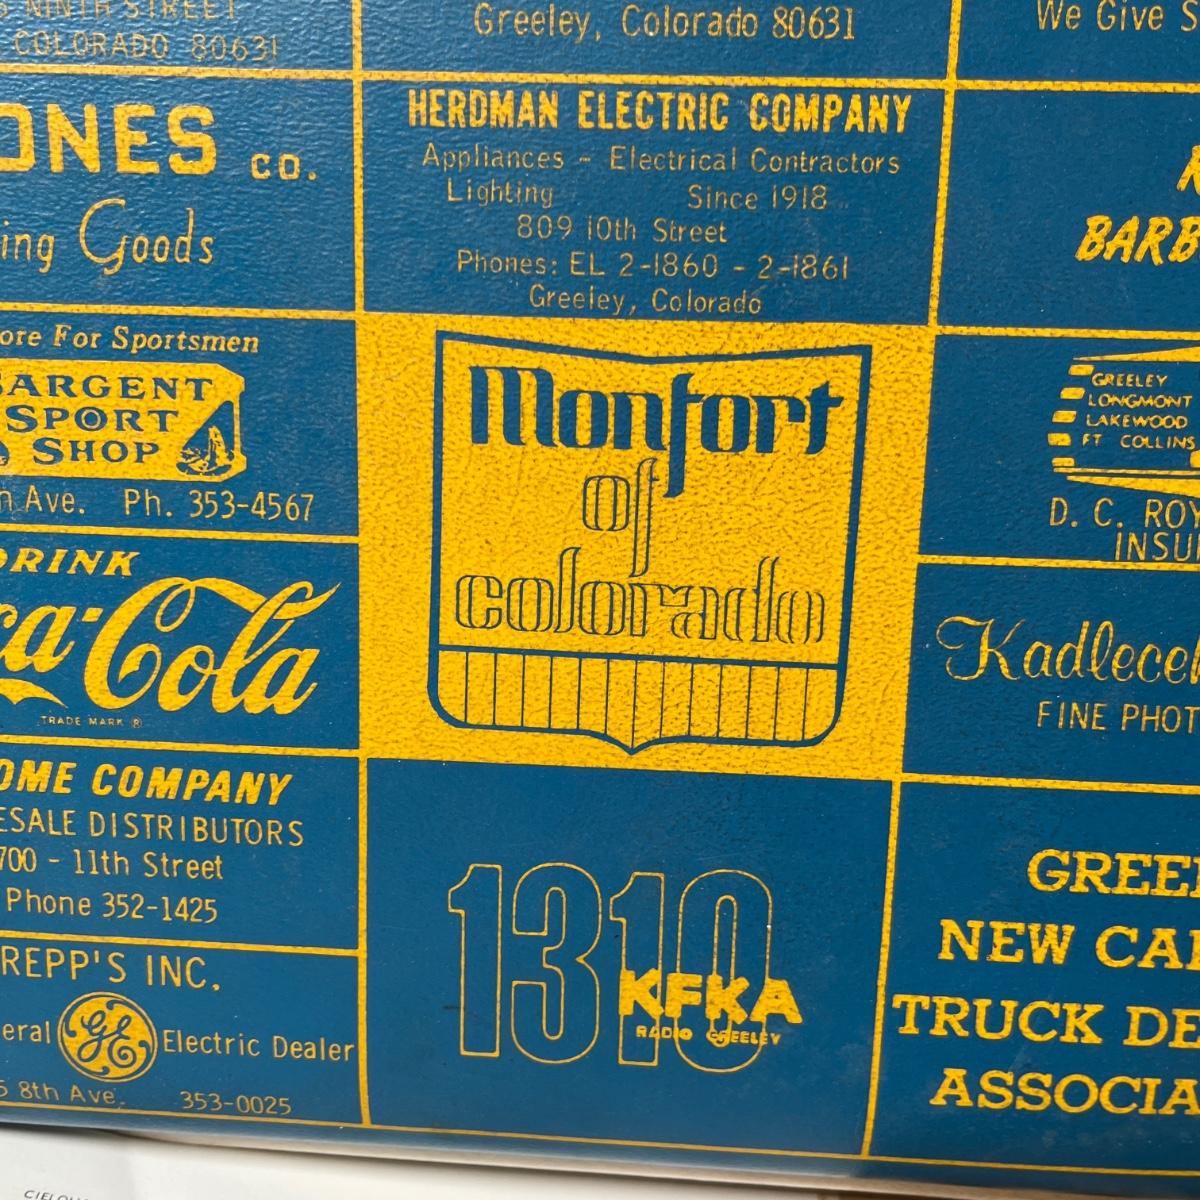 NINTH STREET
COLORADO 80631
ONES CO.
ing Goods
ore For Sportsmen
SARGENT
SPORT
SHOP
Ave. Ph. 353-4567
DRINK
ca-Cola
TRADE MARK ®
OME COMPANY
ESALE DISTRIBUTORS
700 - 11th Street
Phone 352-1425
REPP'S INC.
eral GE Electric Dealer
5 8th Ave. 353-0025
Greeley, Colorado 80631
HERDMAN ELECTRIC COMPANY
Appliances - Electrical Contractors
Lighting Since 1918
809 10th Street
Phones: EL 2-1860 - 2-1861
Greeley, Colorado
Monfort
of
colorado
1310
KFKA
RADIO GREELEY
We Give S
BARB
GREELEY
LONGMONT
LAKEWOOD
FT COLLINS
D. C. ROY
INSU
Kadlece
FINE PHOT
GREE
NEW CA
TRUCK DE
ASSOCIA